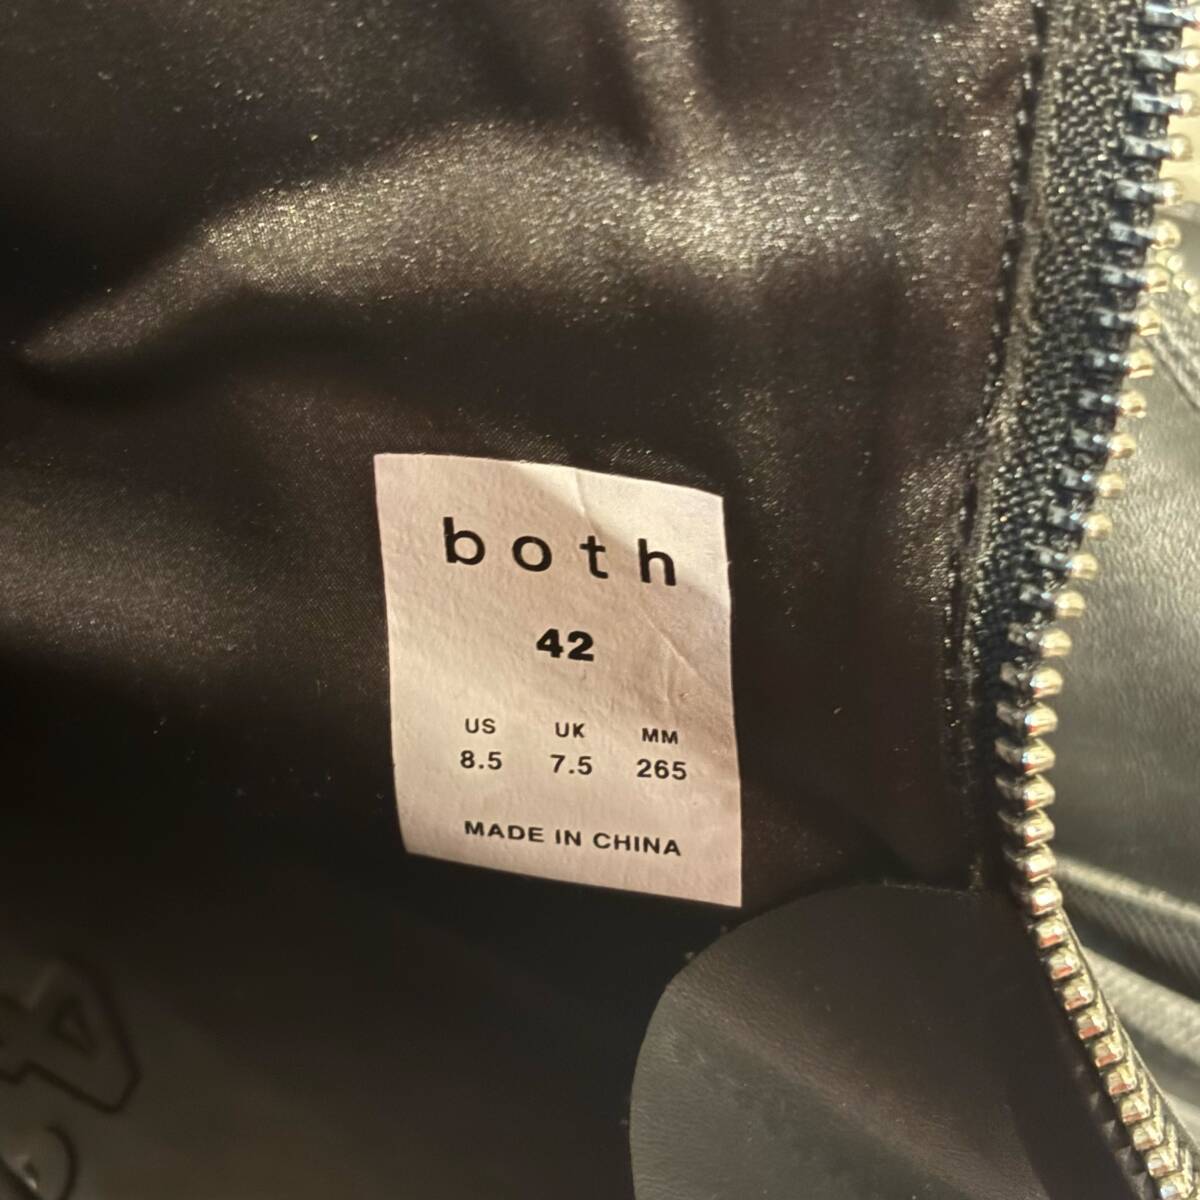 both
42
US UK MM
8.5 7.5 265
MADE IN CHINA